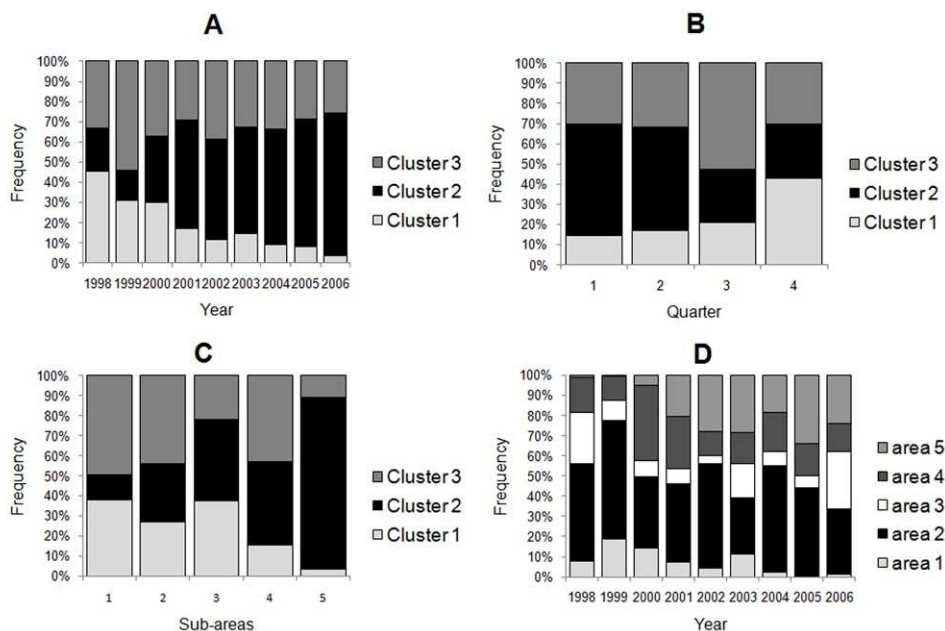 A
100%
90%
80%
70%
60%
50%
40%
30%
20%
10%
0%
Frequency
1998 1999 2000 2001 2002 2003 2004 2005 2006
Year
Cluster 3
Cluster 2
Cluster 1
B
100%
90%
80%
70%
60%
50%
40%
30%
20%
10%
0%
Frequency
1 2 3 4
Quarter
Cluster 3
Cluster 2
Cluster 1
C
100%
90%
80%
70%
60%
50%
40%
30%
20%
10%
0%
Frequency
1 2 3 4 5
Sub-areas
Cluster 3
Cluster 2
Cluster 1
D
100%
90%
80%
70%
60%
50%
40%
30%
20%
10%
0%
Frequency
1998 1999 2000 2001 2002 2003 2004 2005 2006
Year
area 5
area 4
area 3
area 2
area 1